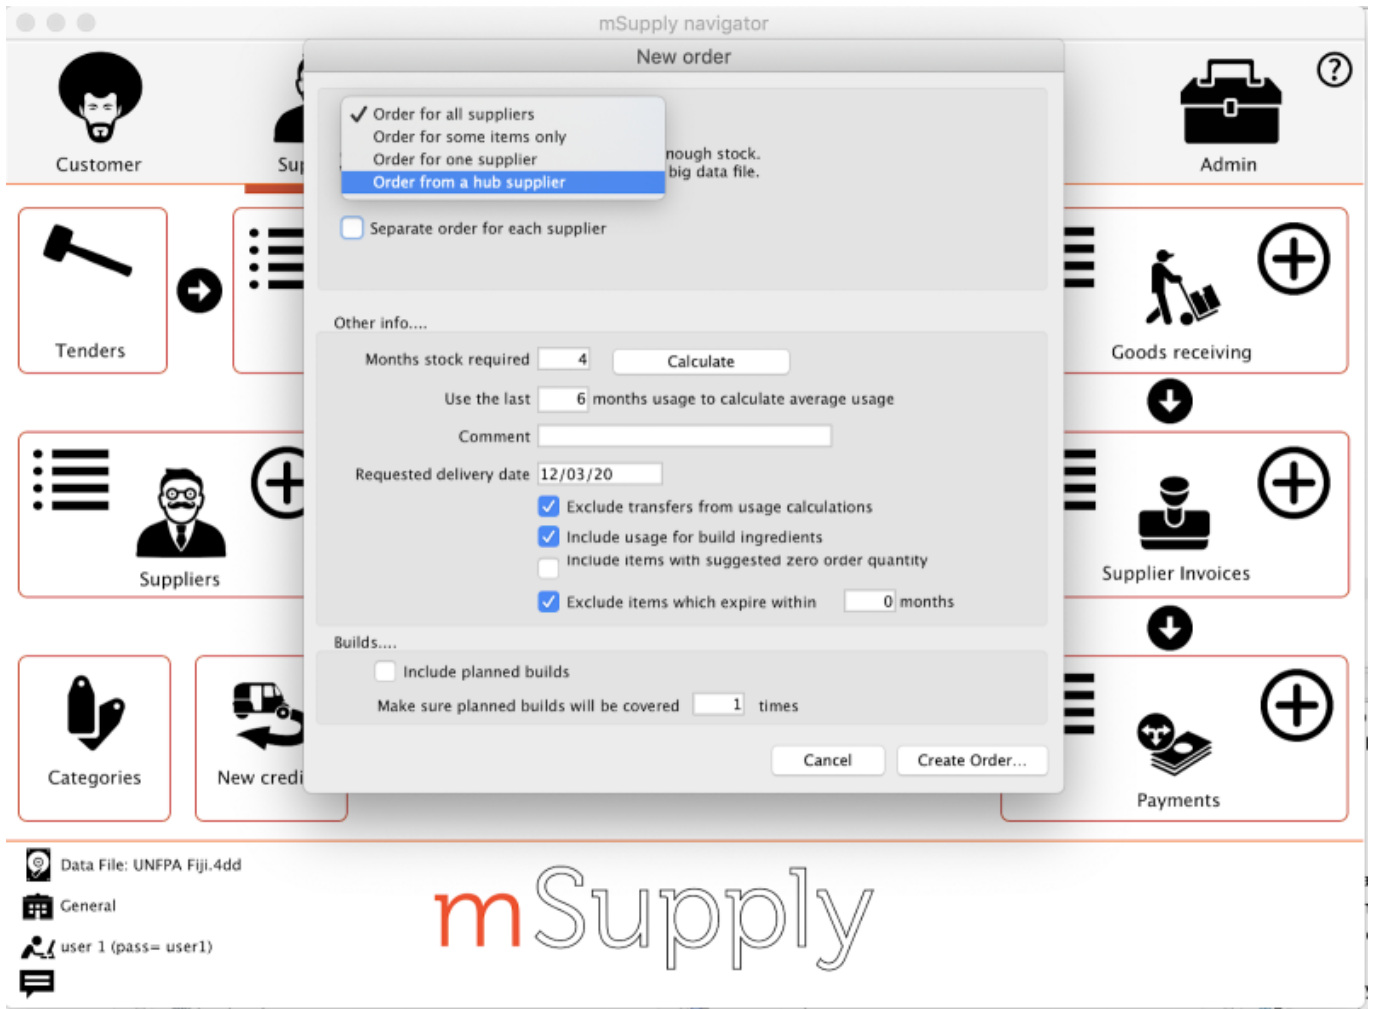 mSupply navigator
New order
Customer
Sup
Admin
?
Order for all suppliers
Order for some items only
Order for one supplier
Order from a hub supplier
nough stock.
big data file.
Separate order for each supplier
Tenders
Goods receiving
Other info....
Months stock required 4 Calculate
Use the last 6 months usage to calculate average usage
Comment
Requested delivery date 12/03/20
Exclude transfers from usage calculations
Include usage for build ingredients
Include items with suggested zero order quantity
Exclude items which expire within 0 months
Suppliers
Supplier Invoices
Builds....
Include planned builds
Make sure planned builds will be covered 1 times
Cancel Create Order...
Categories
New credi
Payments
Data File: UNFPA Fiji.4dd
General
user 1 (pass= user1)
mSupply